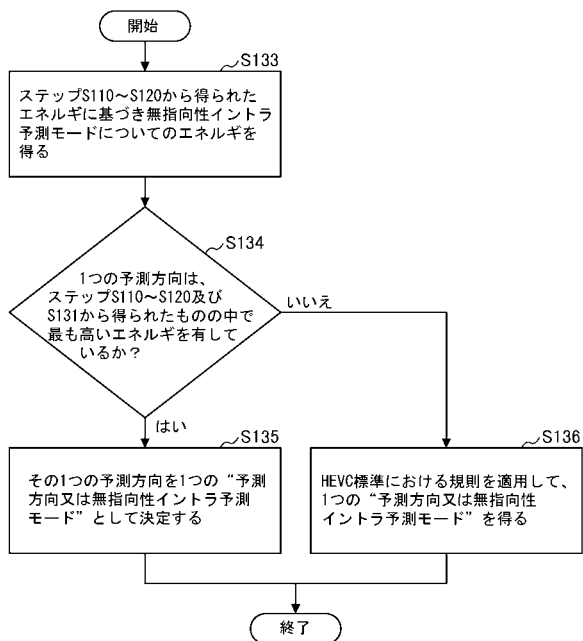 開始
S133
ステップS110～S120から得られた
エネルギに基づき無指向性イントラ
予測モードについてのエネルギを
得る
S134
1つの予測方向は、
ステップS110～S120及び
S131から得られたものの中で
最も高いエネルギを有して
いるか？
いいえ
はい
S135
その1つの予測方向を1つの“予測
方向又は無指向性イントラ予測
モード”として決定する
S136
HEVC標準における規則を適用して、
1つの“予測方向又は無指向性
イントラ予測モード”を得る
終了